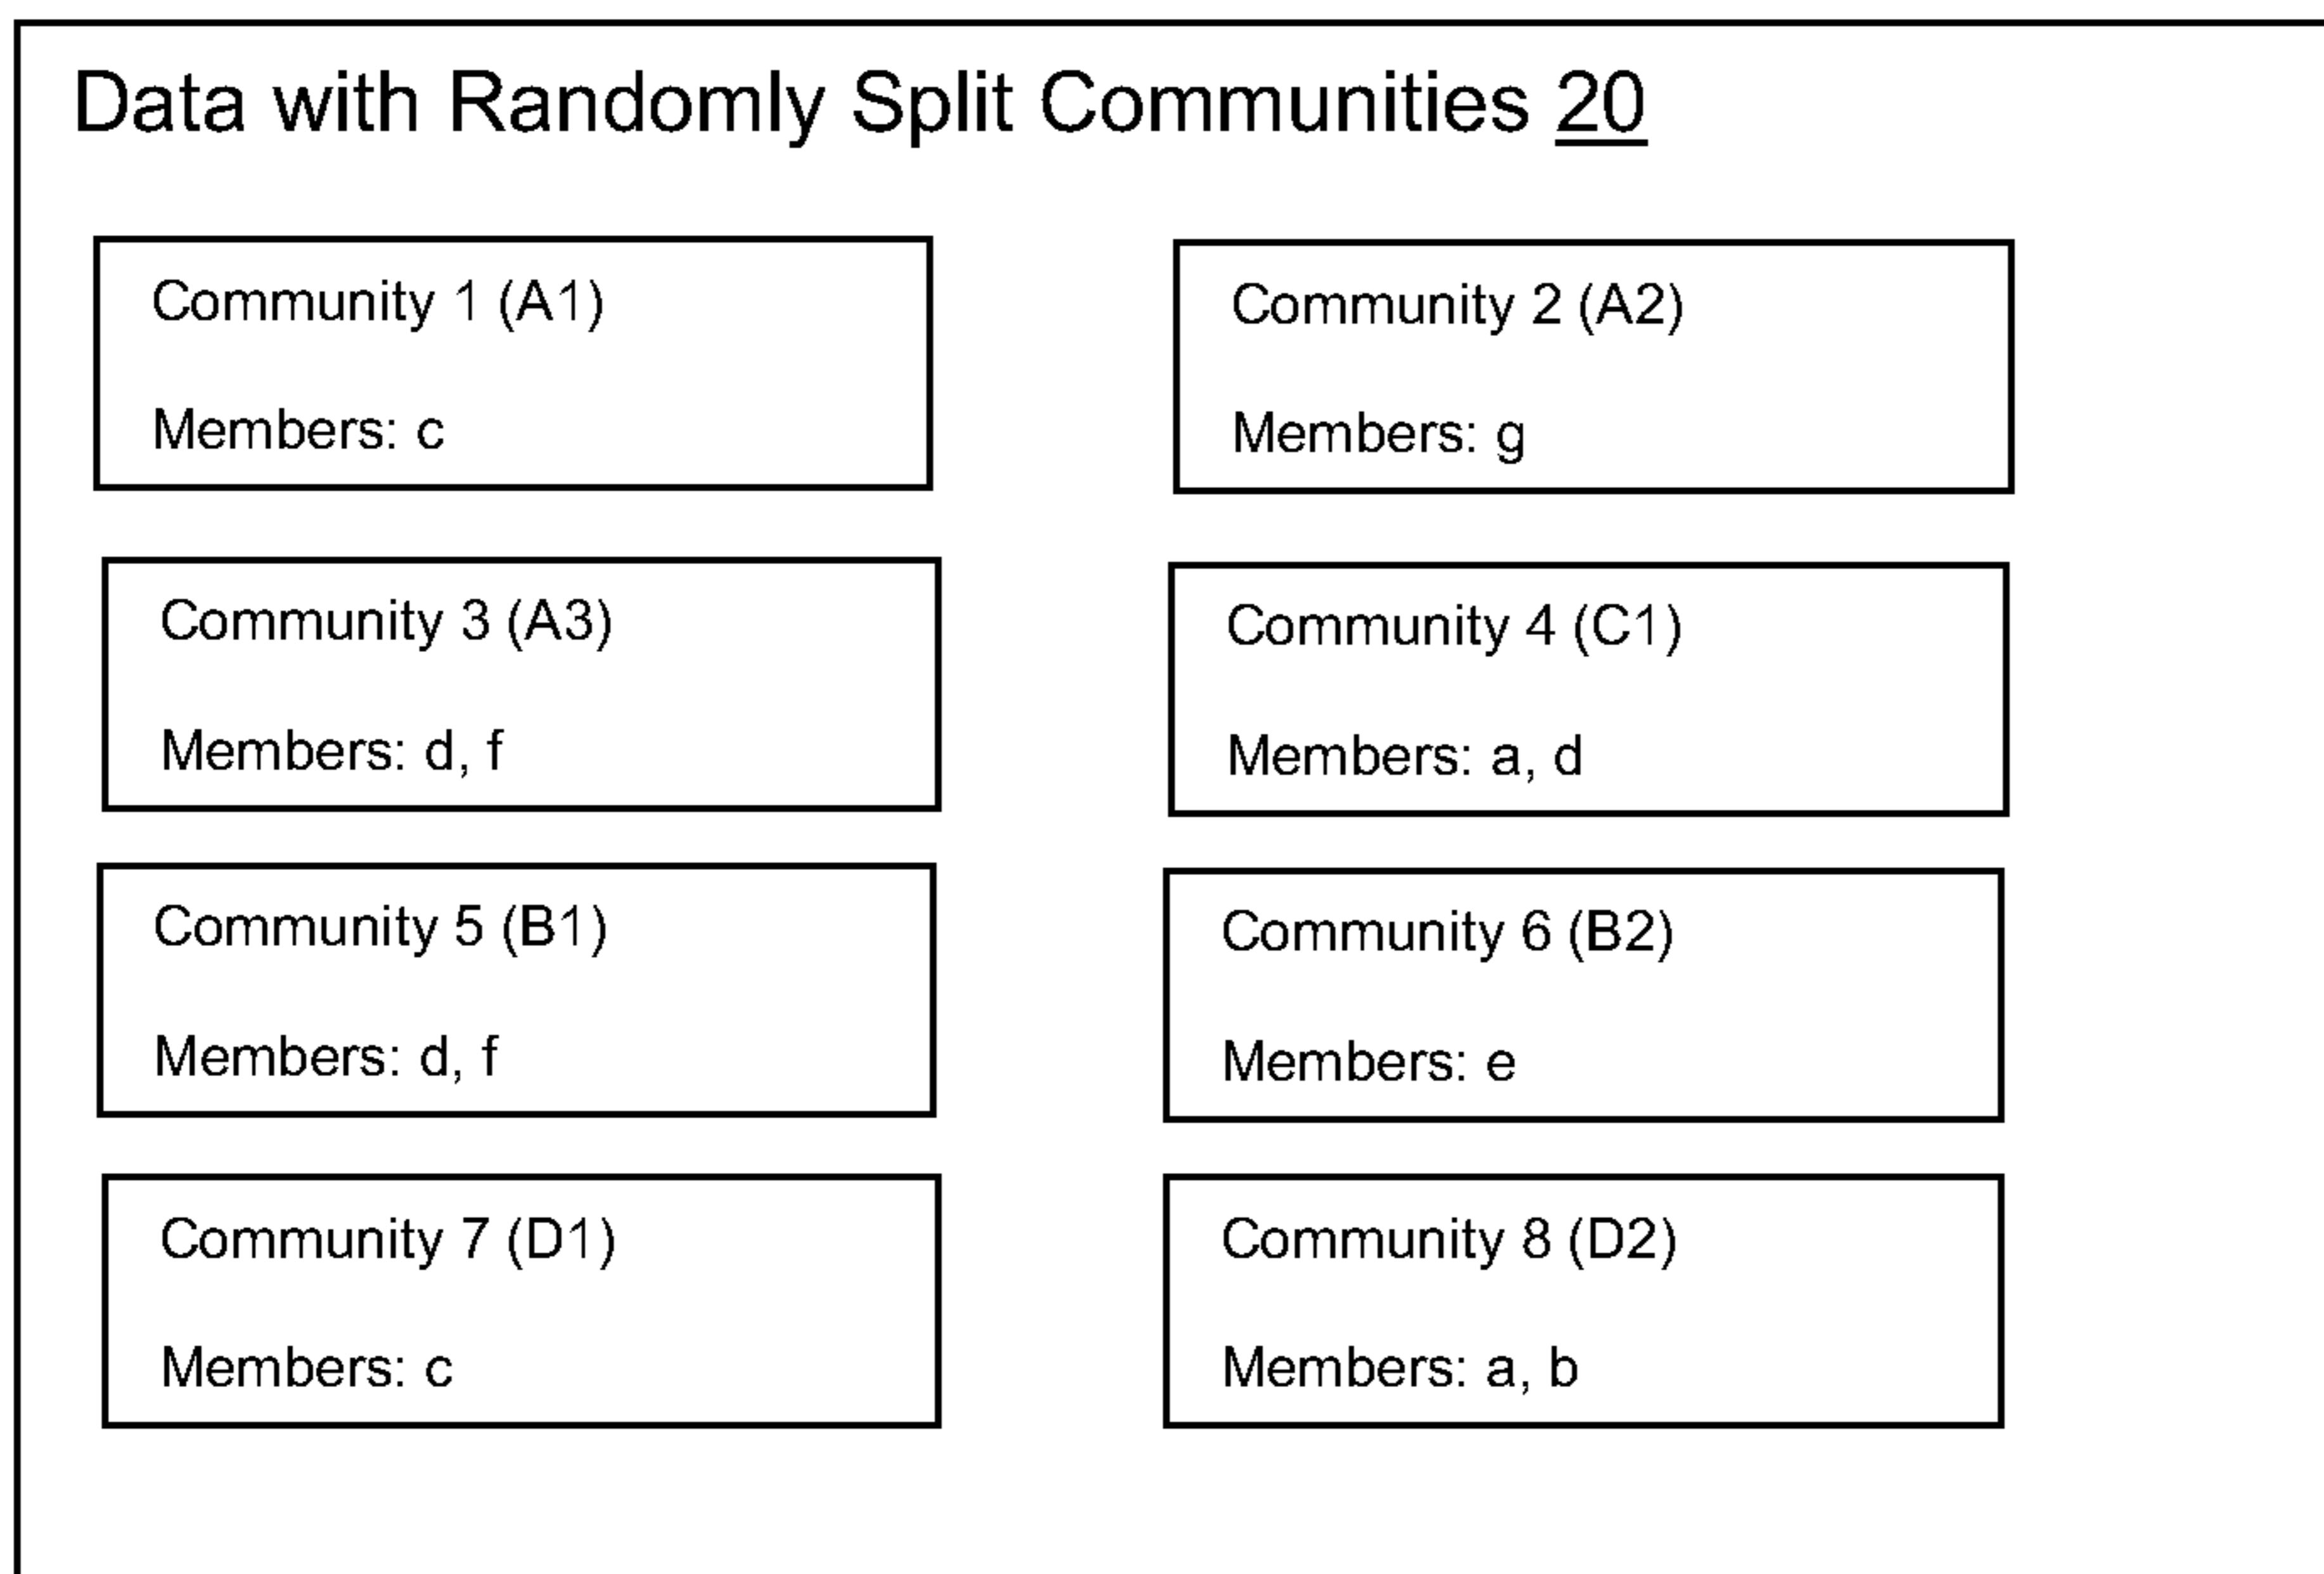 Data with Randomly Split Communities 20
Community 1 (A1)
Members: c
Community 2 (A2)
Members: g
Community 3 (A3)
Members: d, f
Community 4 (C1)
Members: a, d
Community 5 (B1)
Members: d, f
Community 6 (B2)
Members: e
Community 7 (D1)
Members: c
Community 8 (D2)
Members: a, b